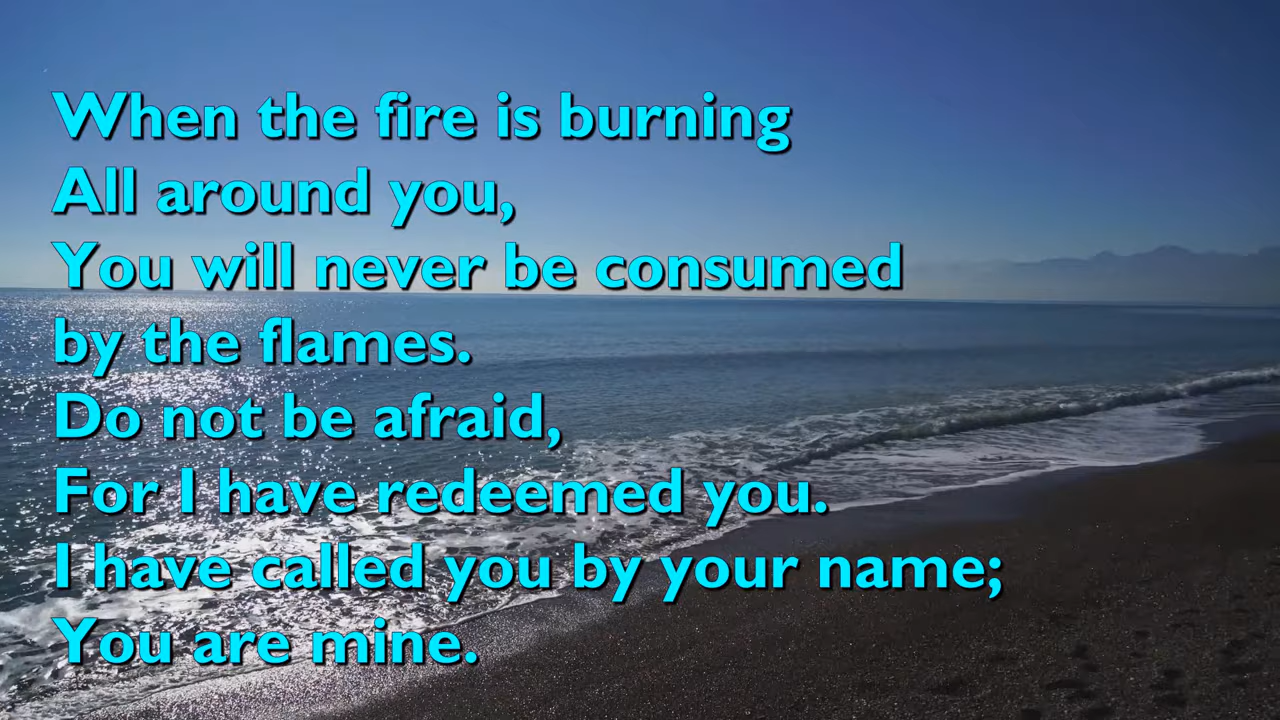 When the fire is burning
All around you,
You will never be consumed
by the flames.
Do not be afraid,
For I have redeemed you.
I have called you by your name;
You are mine.